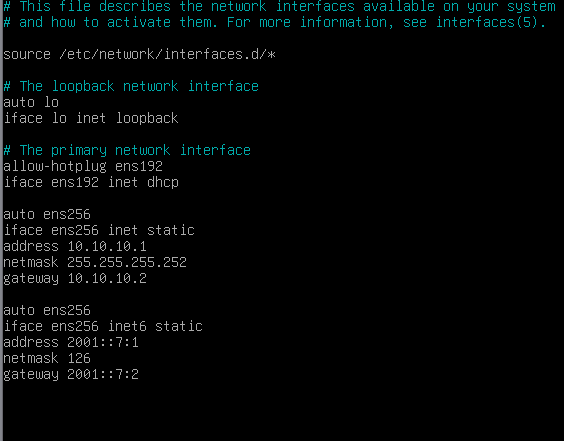 # This file describes the network interfaces available on your system
# and how to activate them. For more information, see interfaces(5).
source /etc/network/interfaces.d/*
# The loopback network interface
auto lo
iface lo inet loopback
# The primary network interface
allow-hotplug ens192
iface ens192 inet dhcp
auto ens256
iface ens256 inet static
address 10.10.10.1
netmask 255.255.255.252
gateway 10.10.10.2
auto ens256
iface ens256 inet6 static
address 2001::7:1
netmask 126
gateway 2001::7:2